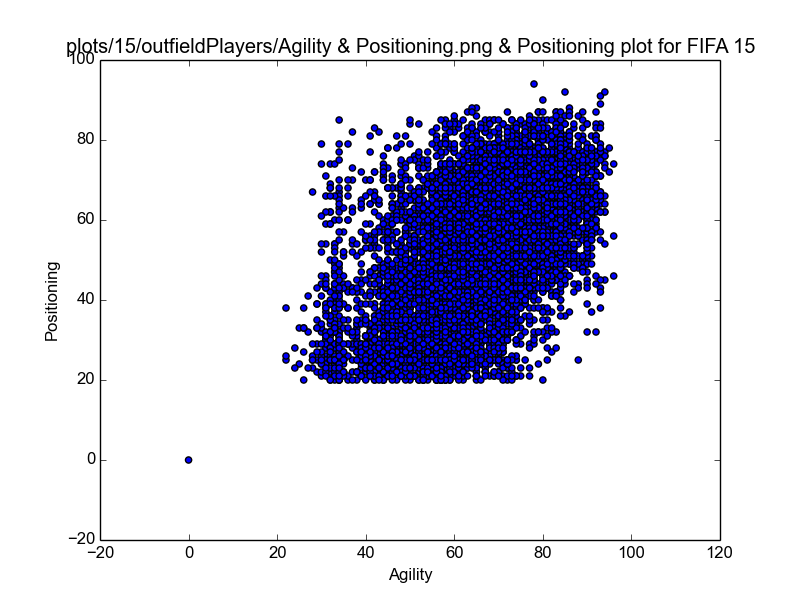 plots/15/outfieldPlayers/Agility & Positioning.png & Positioning plot for FIFA 15
100
80
60
40
20
0
−20
Positioning
−20 0 20 40 60 80 100 120
Agility